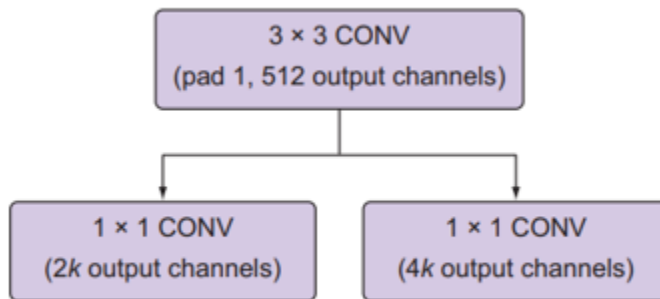 3 × 3 CONV
(pad 1, 512 output channels)
1 × 1 CONV
(2k output channels)
1 × 1 CONV
(4k output channels)